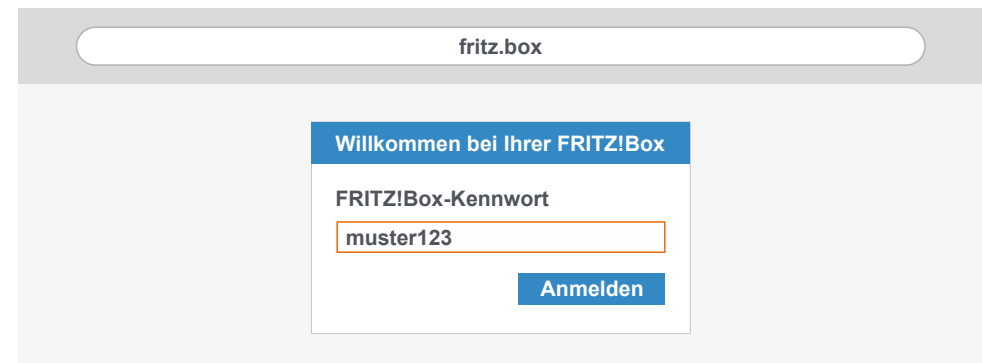 fritz.box
Willkommen bei Ihrer FRITZ!Box
FRITZ!Box-Kennwort
muster123
Anmelden